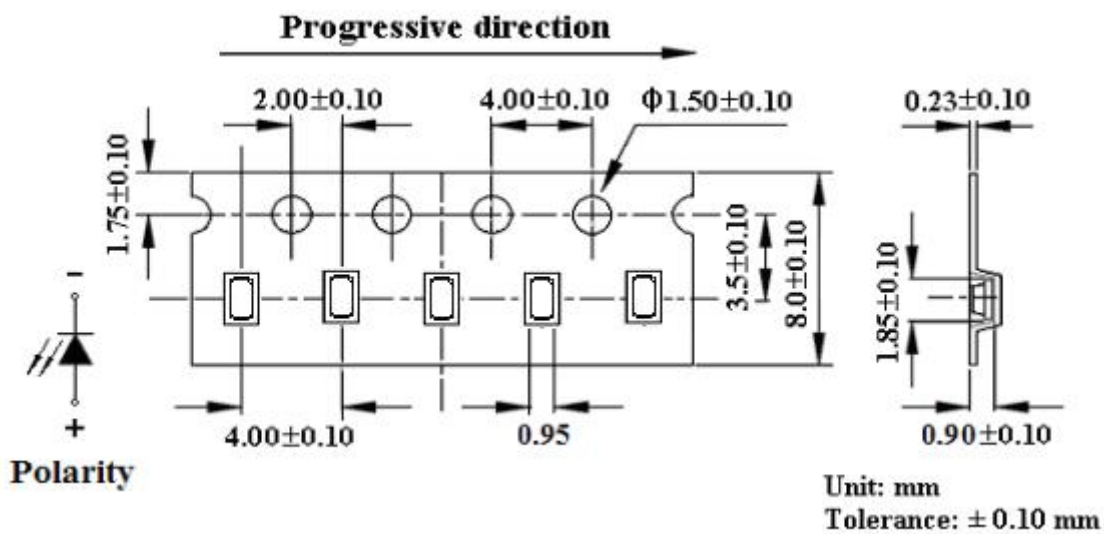 Progressive direction
2.00±0.10
4.00±0.10
ϕ1.50±0.10
0.23±0.10
1.75±0.10
3.5±0.10
8.0±0.10
1.85±0.10
-
+
Polarity
4.00±0.10
0.95
0.90±0.10
Unit: mm
Tolerance: ±0.10 mm